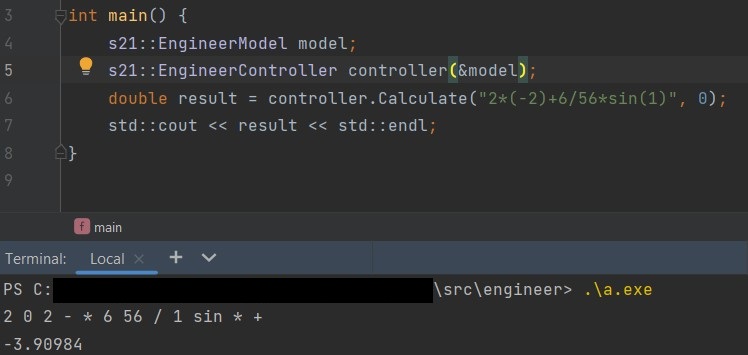 3 int main() {
4 s21::EngineerModel model;
5 s21::EngineerController controller(&model);
6 double result = controller.Calculate("2*(-2)+6/56*sin(1)", 0);
7 std::cout << result << std::endl;
8 }
9
f main
Terminal: Local × +
PS C:\src\engineer> .\a.exe
2 0 2 - * 6 56 / 1 sin * +
-3.90984